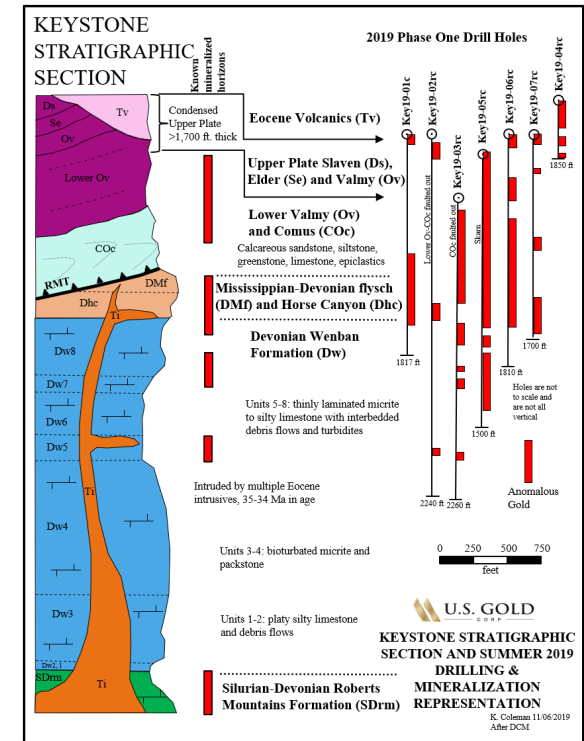 KEYSTONE
STRATIGRAPHIC
SECTION
Known
mineralized
horizons
2019 Phase One Drill Holes
Key19-01c
Key19-02rc
Key19-03rc
Key19-05rc
Key19-06rc
Key19-07rc
Key19-04rc
Ds
Se
Ov
Tv
Lower Ov
COc
RMT
DMf
Dhc
Ti
Dw8
Dw7
Dw6
Dw5
Ti
Dw4
Dw3
Dw2, 1
SDrm
Ti
Condensed
Upper Plate
>1,700 ft. thick
Eocene Volcanics (Tv)
Upper Plate Slaven (Ds),
Elder (Se) and Valmy (Ov)
Lower Valmy (Ov)
and Comus (COc)
Calcareous sandstone, siltstone,
greenstone, limestone, epiclastics
Mississippian-Devonian flysch
(DMf) and Horse Canyon (Dhc)
Devonian Wenban
Formation (Dw)
Units 5-8: thinly laminated micrite
to silty limestone with interbedded
debris flows and turbidites
Intruded by multiple Eocene
intrusives, 35-34 Ma in age
Units 3-4: bioturbated micrite and
packstone
Units 1-2: platy silty limestone
and debris flows
Silurian-Devonian Roberts
Mountains Formation (SDrm)
Lower Ov-COc faulted out
COc faulted out
Skarn
1850 ft
1817 ft
2240 ft
2260 ft
1500 ft
1810 ft
1700 ft
Holes are not
to scale and
are not all
vertical
Anomalous
Gold
0 250 500 750
feet
U.S. GOLD
CORP
KEYSTONE STRATIGRAPHIC
SECTION AND SUMMER 2019
DRILLING &
MINERALIZATION
REPRESENTATION
K. Coleman 11/06/2019
After DCM